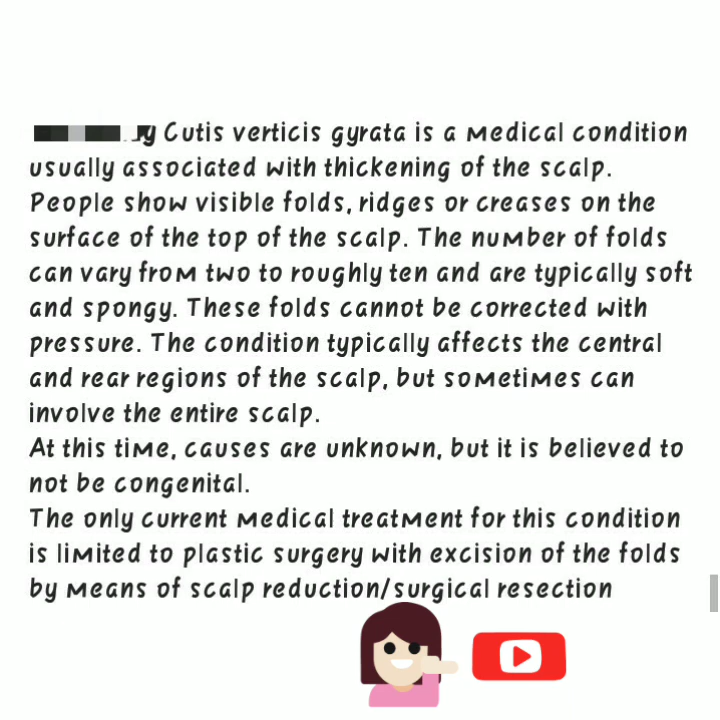 Cutis verticis gyrata is a medical condition
usually associated with thickening of the scalp.
People show visible folds, ridges or creases on the
surface of the top of the scalp. The number of folds
can vary from two to roughly ten and are typically soft
and spongy. These folds cannot be corrected with
pressure. The condition typically affects the central
and rear regions of the scalp, but sometimes can
involve the entire scalp.
At this time, causes are unknown, but it is believed to
not be congenital.
The only current medical treatment for this condition
is limited to plastic surgery with excision of the folds
by means of scalp reduction/surgical resection